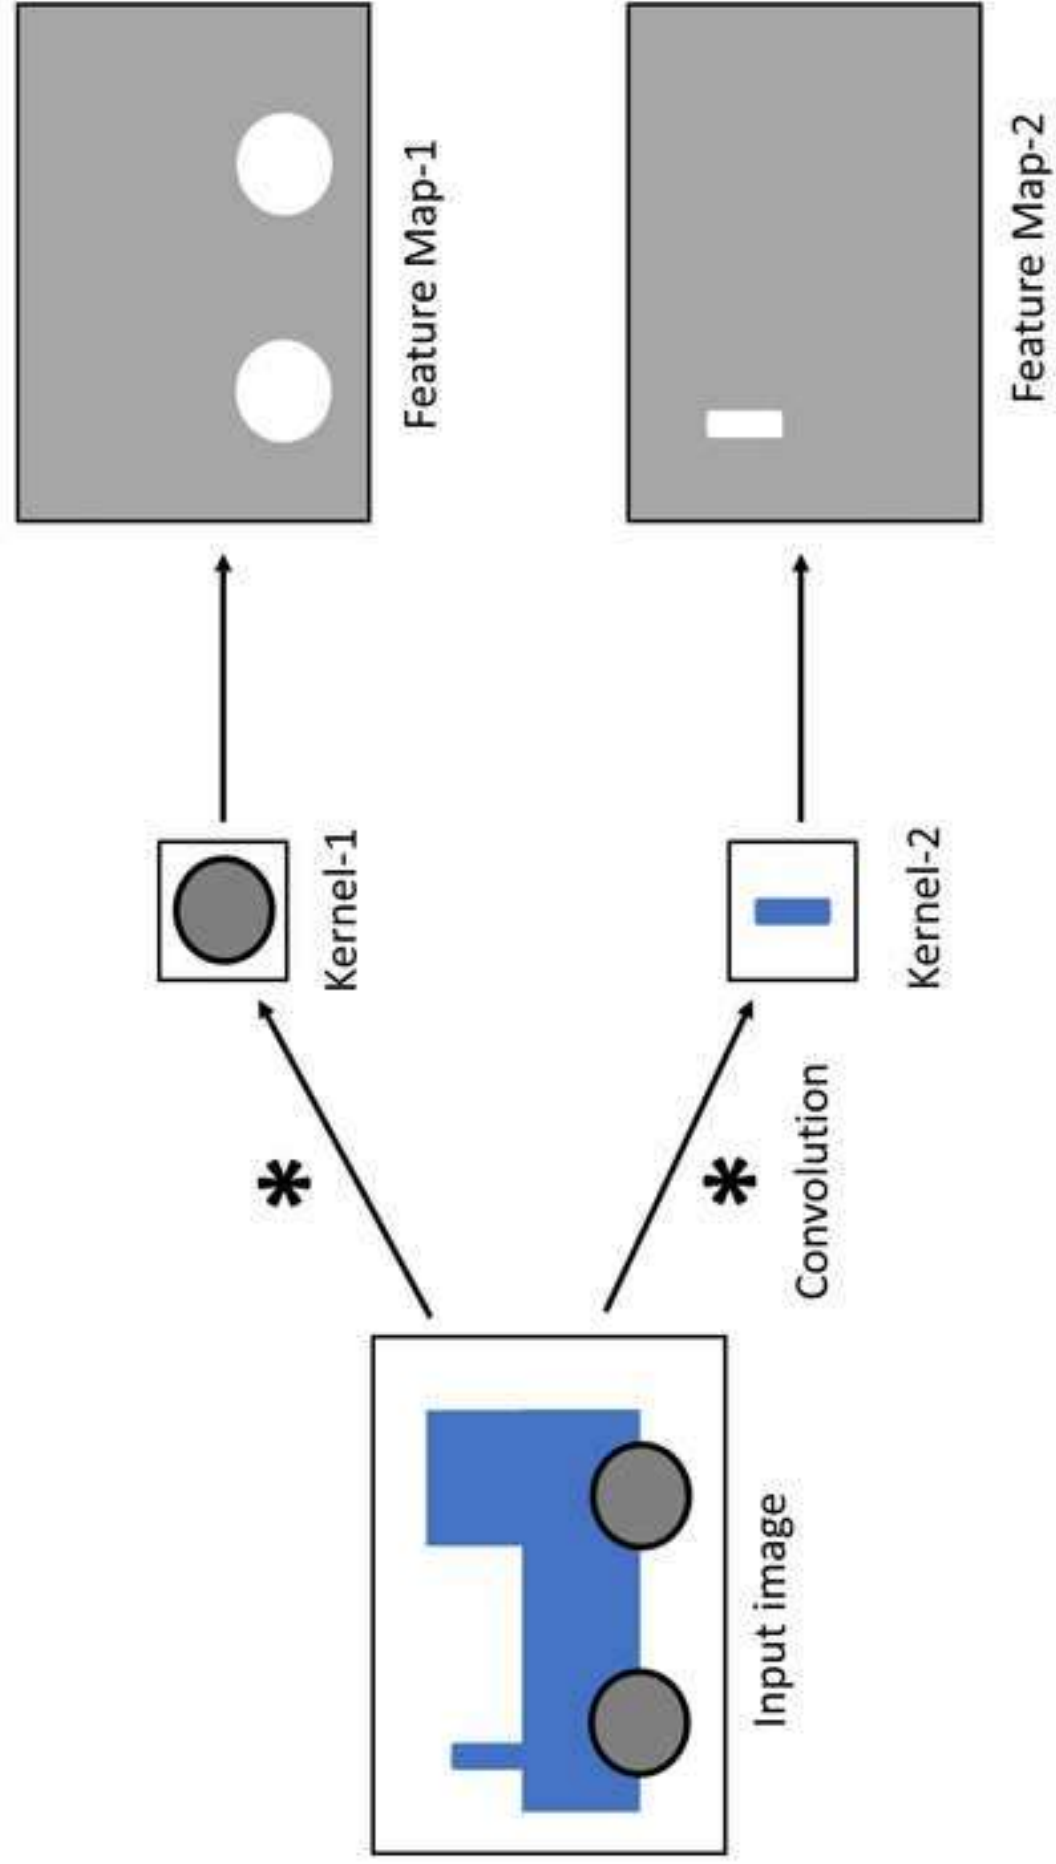 Input image
*
*
Convolution
Kernel-1
Kernel-2
Feature Map-1
Feature Map-2